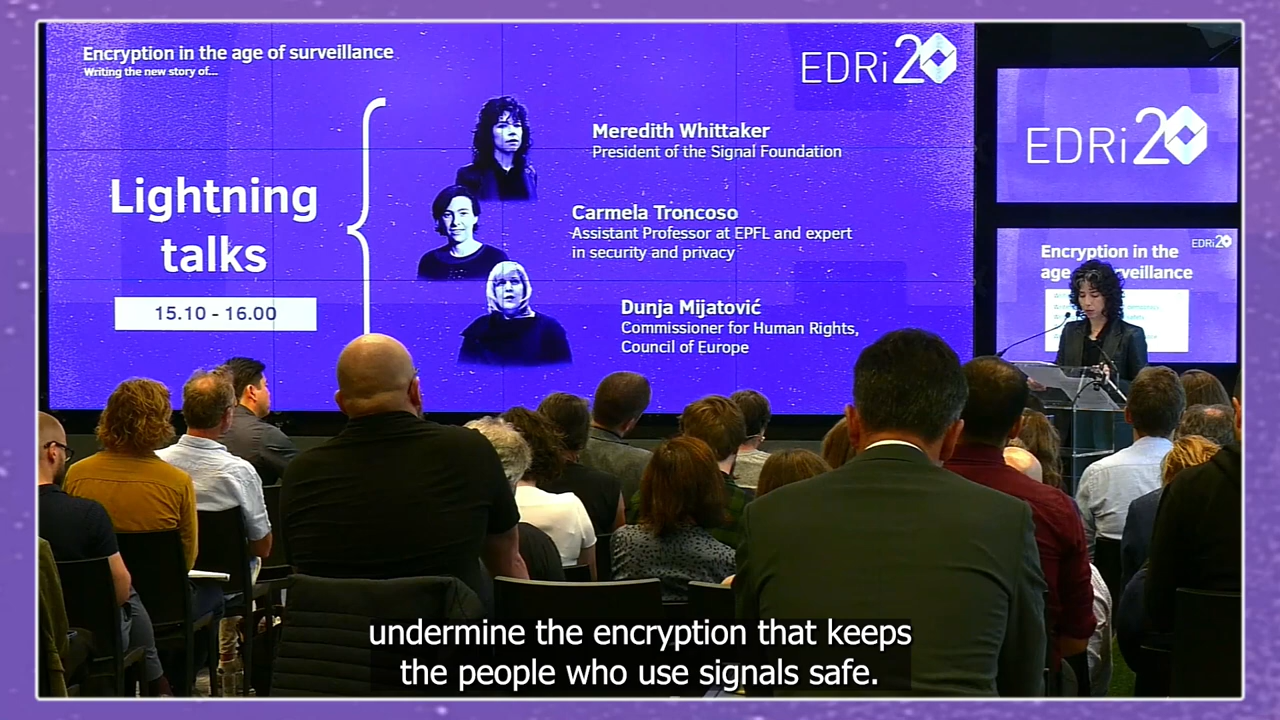 Encryption in the age of surveillance
Writing the new story of...
EDRi20
Lightning
talks
15.10 - 16.00
Meredith Whittaker
President of the Signal Foundation
Carmela Troncoso
Assistant Professor at EPFL and expert
in security and privacy
Dunja Mijatović
Commissioner for Human Rights,
Council of Europe
EDRi20
EDRi20
Encryption in the
age of surveillance
undermine the encryption that keeps
the people who use signals safe.